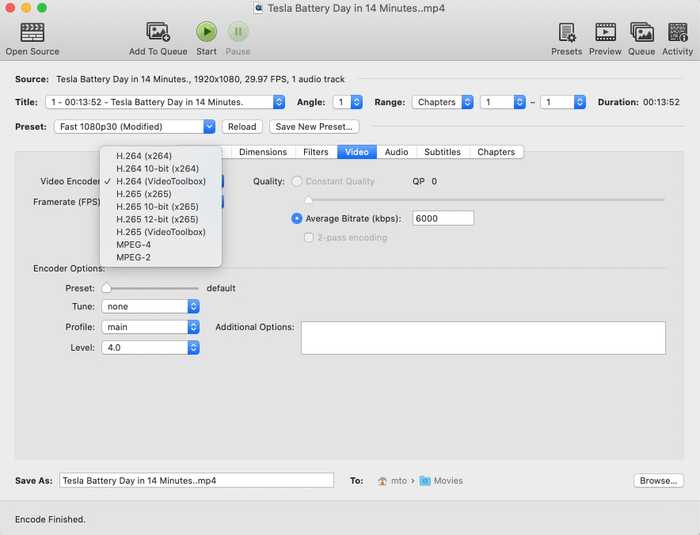 Tesla Battery Day in 14 Minutes..mp4
Open Source Add To Queue Start Pause Presets Preview Queue Activity
Source: Tesla Battery Day in 14 Minutes., 1920x1080, 29.97 FPS, 1 audio track
Title: 1 - 00:13:52 - Tesla Battery Day in 14 Minutes. Angle: 1 Range: Chapters 1 – 1 Duration: 00:13:52
Preset: Fast 1080p30 (Modified) Reload Save New Preset...
Dimensions Filters Video Audio Subtitles Chapters
H.264 (x264)
H.264 10-bit (x264)
Video Encoder ✓ H.264 (VideoToolbox) Quality: Constant Quality QP 0
H.265 (x265)
Framerate (FPS) H.265 10-bit (x265)
H.265 12-bit (x265) Average Bitrate (kbps): 6000
H.265 (VideoToolbox) 2-pass encoding
MPEG-4
MPEG-2
Encoder Options:
Preset: default
Tune: none
Profile: main Additional Options:
Level: 4.0
Save As: Tesla Battery Day in 14 Minutes..mp4 To: mto › Movies Browse...
Encode Finished.